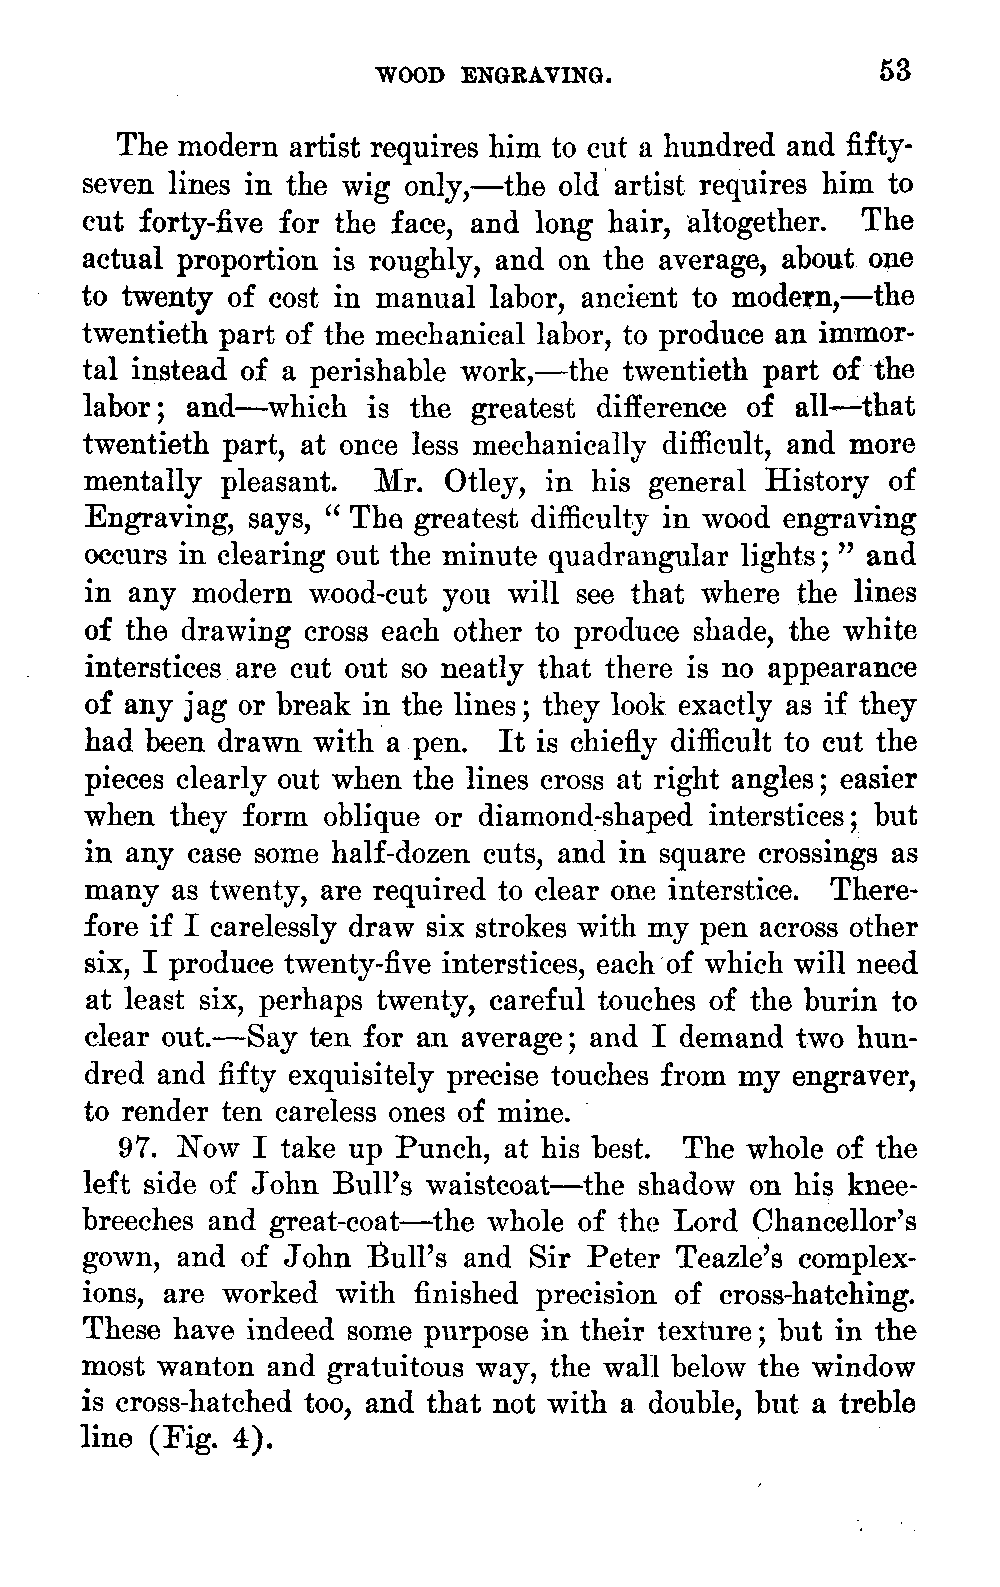 WOOD ENGRAVING. 53
The modern artist requires him to cut a hundred and fifty-
seven lines in the wig only,—the old artist requires him to
cut forty-five for the face, and long hair, altogether. The
actual proportion is roughly, and on the average, about one
to twenty of cost in manual labor, ancient to modern,—the
twentieth part of the mechanical labor, to produce an immor-
tal instead of a perishable work,—the twentieth part of the
labor; and—which is the greatest difference of all—that
twentieth part, at once less mechanically difficult, and more
mentally pleasant. Mr. Otley, in his general History of
Engraving, says, “ The greatest difficulty in wood engraving
occurs in clearing out the minute quadrangular lights; ” and
in any modern wood-cut you will see that where the lines
of the drawing cross each other to produce shade, the white
interstices are cut out so neatly that there is no appearance
of any jag or break in the lines; they look exactly as if they
had been drawn with a pen. It is chiefly difficult to cut the
pieces clearly out when the lines cross at right angles; easier
when they form oblique or diamond-shaped interstices; but
in any case some half-dozen cuts, and in square crossings as
many as twenty, are required to clear one interstice. There-
fore if I carelessly draw six strokes with my pen across other
six, I produce twenty-five interstices, each of which will need
at least six, perhaps twenty, careful touches of the burin to
clear out.—Say ten for an average; and I demand two hun-
dred and fifty exquisitely precise touches from my engraver,
to render ten careless ones of mine.
97. Now I take up Punch, at his best. The whole of the
left side of John Bull’s waistcoat—the shadow on his knee-
breeches and great-coat—the whole of the Lord Chancellor’s
gown, and of John Bull’s and Sir Peter Teazle’s complex-
ions, are worked with finished precision of cross-hatching.
These have indeed some purpose in their texture; but in the
most wanton and gratuitous way, the wall below the window
is cross-hatched too, and that not with a double, but a treble
line (Fig. 4).